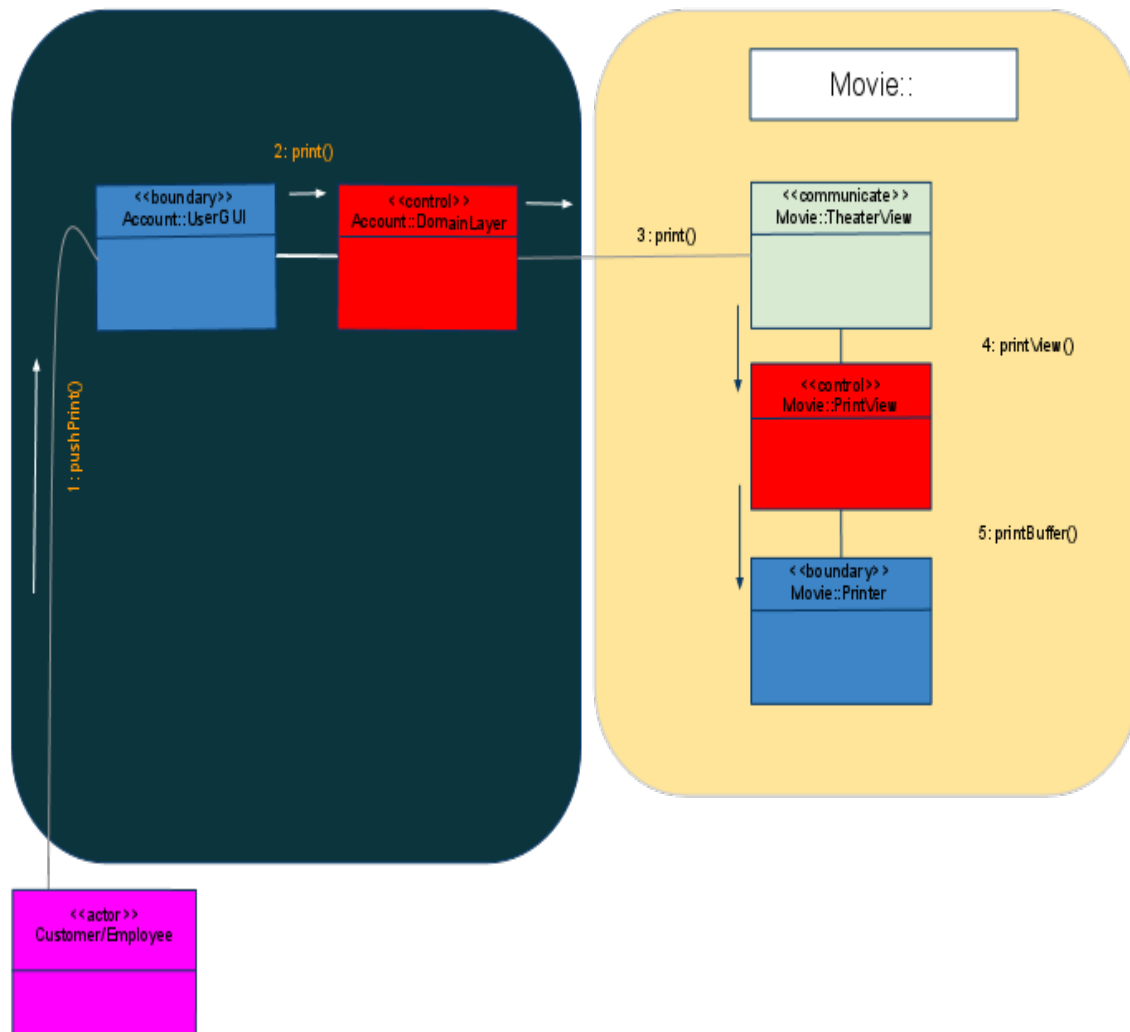 Movie::
2: print()
<<boundary>>
Account::UserGUI
<<control>>
Account::DomainLayer
<<communicate>>
Movie::TheaterView
3: print()
4: printView()
<<control>>
Movie::PrintView
1: pushPrint()
5: printBuffer()
<<boundary>>
Movie::Printer
<<actor>>
Customer/Employee